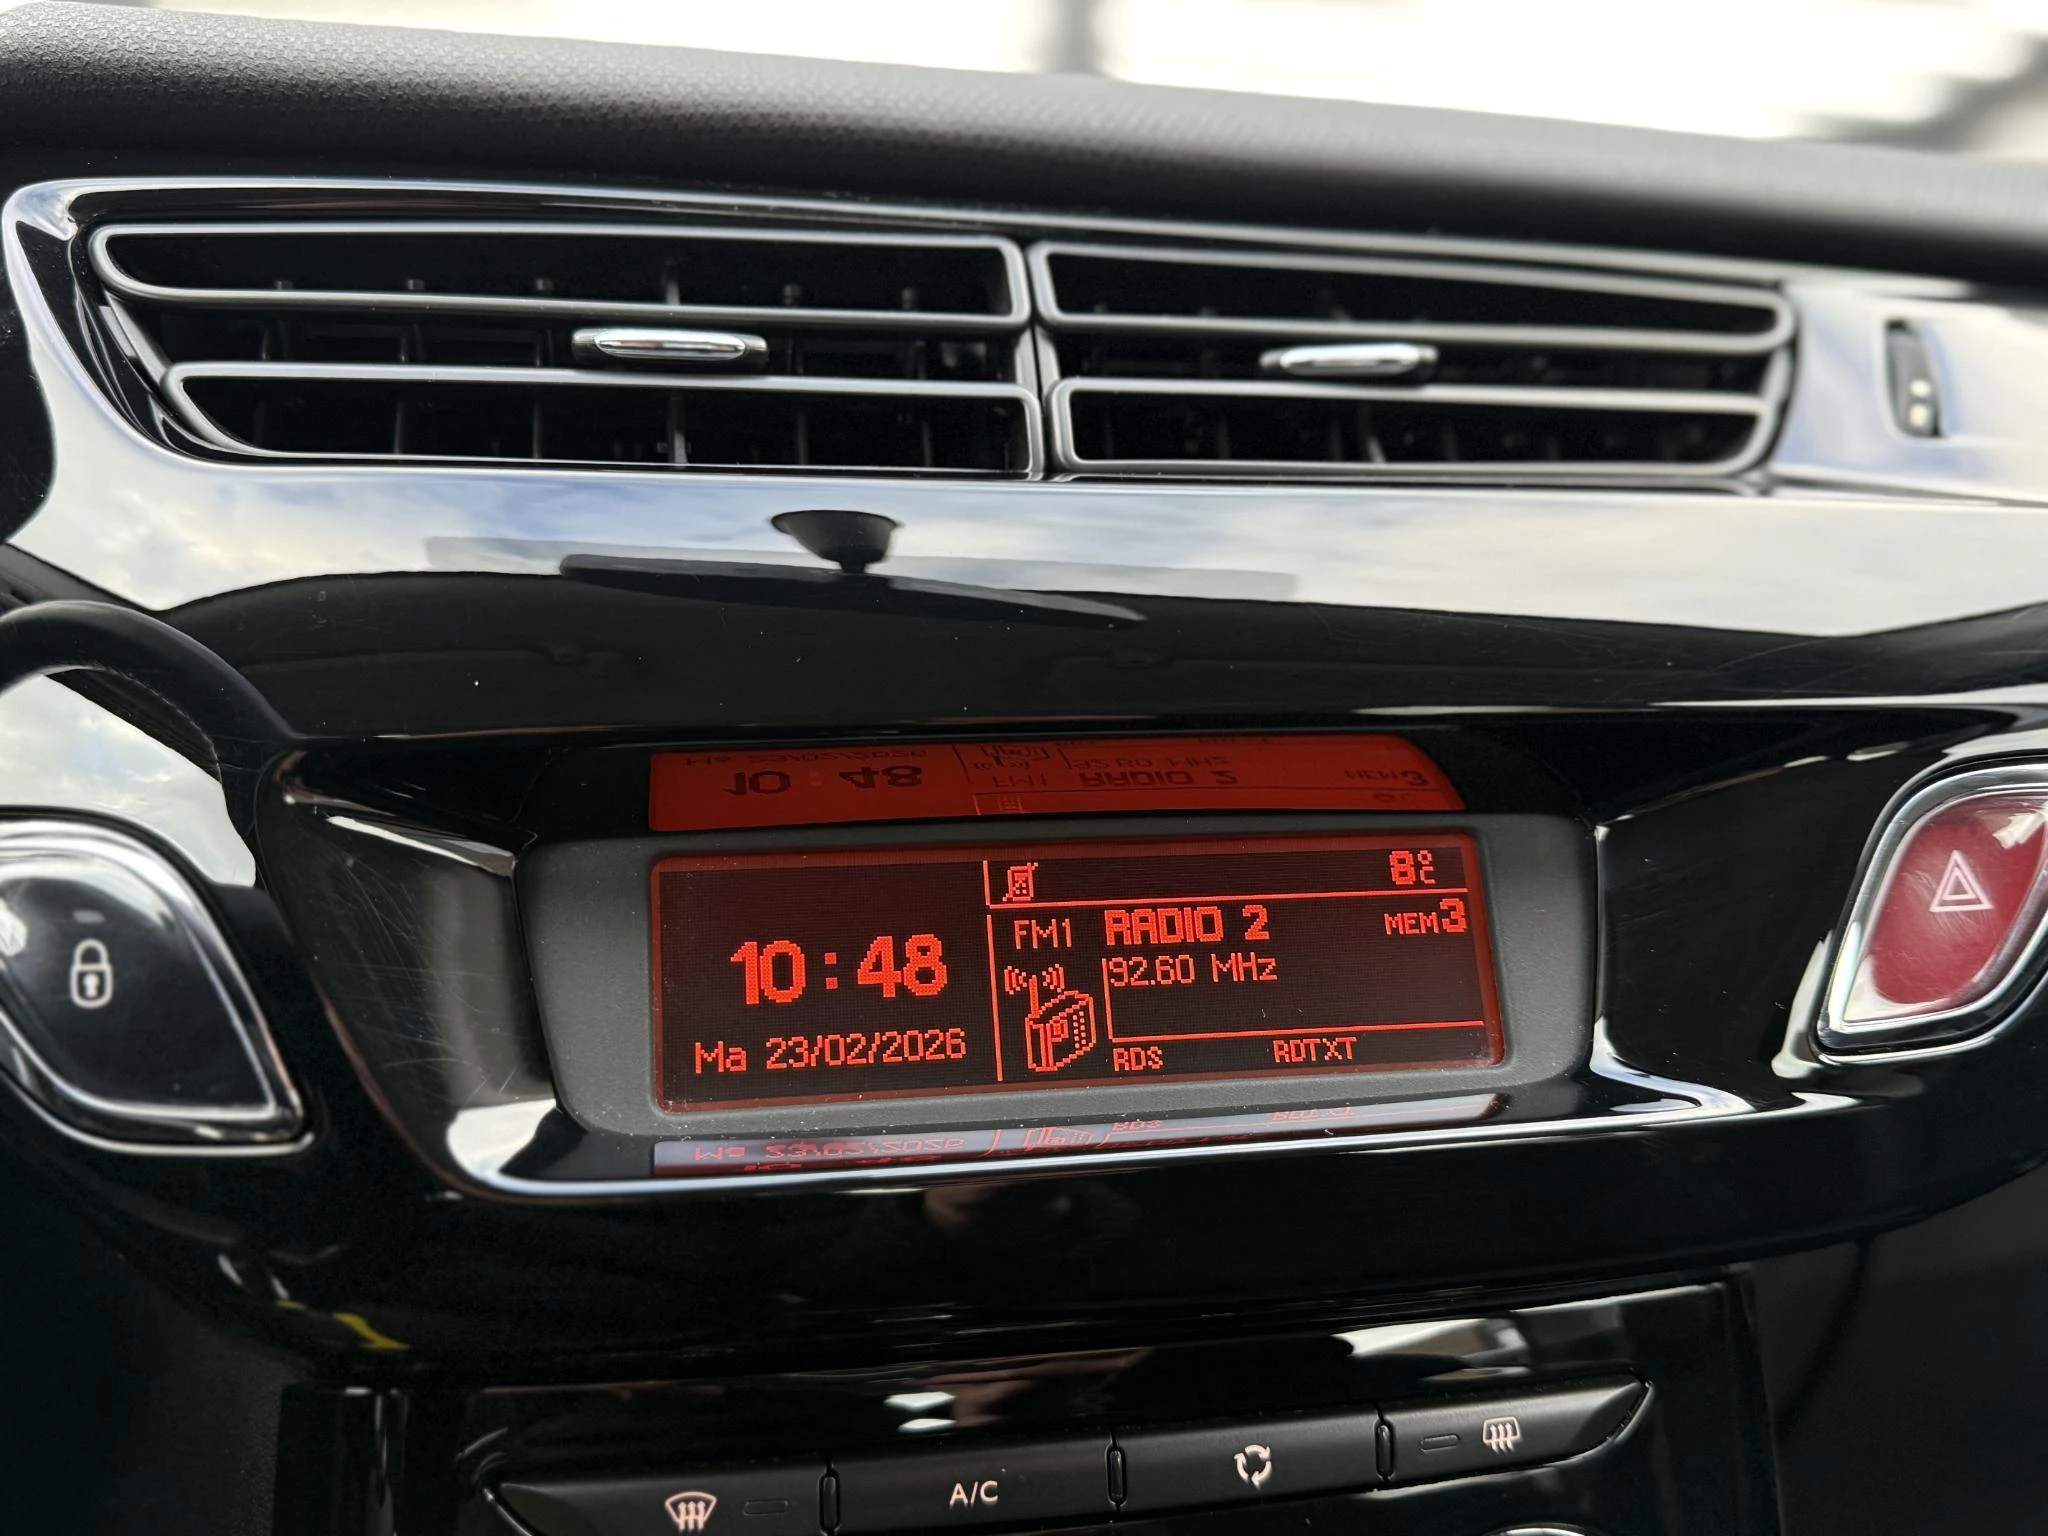 8°C
FM1 RADIO 2 MEM3
10:48
92.60 MHz
Ma 23/02/2026
RDS RDTXT
A/C